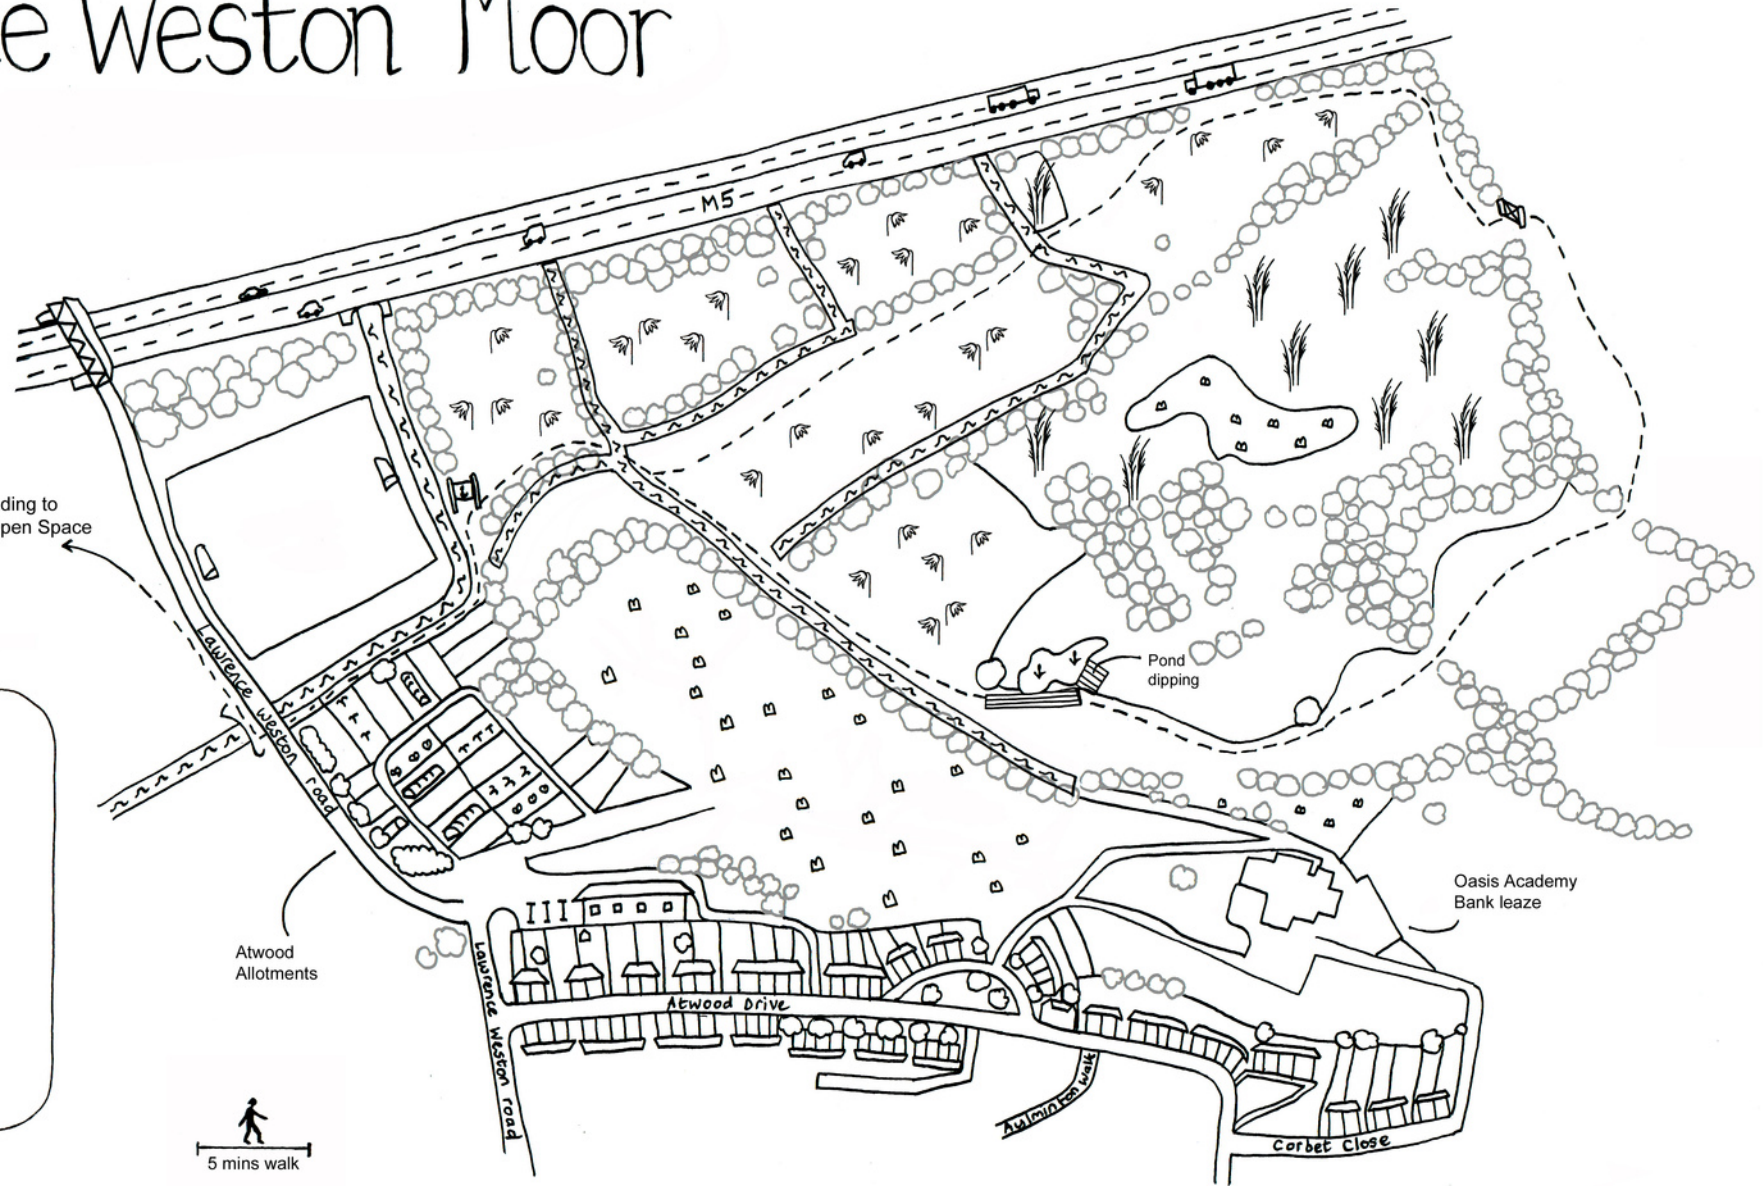 e Weston Moor
M5
ding to
pen Space
Lawrence Weston road
Pond
dipping
Atwood
Allotments
Oasis Academy
Bank leaze
Atwood Drive
Lawrence Weston road
Aylminton Walk
Corbet Close
5 mins walk